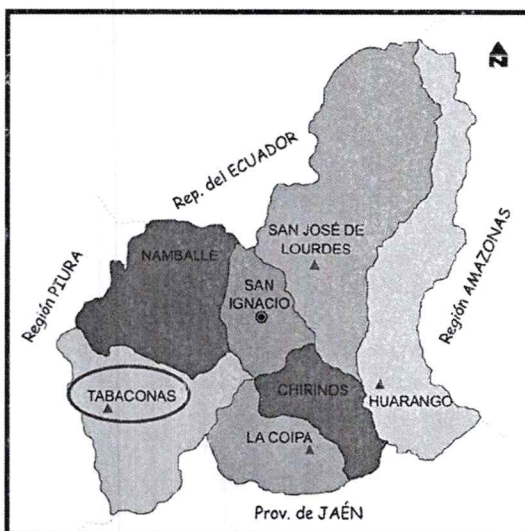 N
Rep. del ECUADOR
SAN JOSÉ DE
LOURDES
NAMBALLE
Región PIURA
SAN
IGNACIO
Región AMAZONAS
TABACONAS
CHIRINOS
HUARANGO
LA COIPA
Prov. de JAÉN